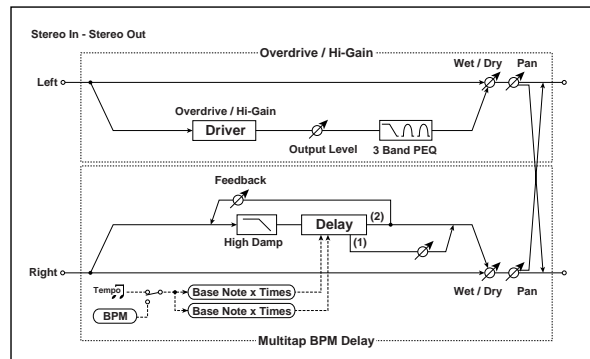 Stereo In - Stereo Out
Overdrive / Hi-Gain
Wet / Dry
Pan
Left
Overdrive / Hi-Gain
Driver
Output Level
3 Band PEQ
Feedback
High Damp
Delay
(2)
(1)
Right
Wet / Dry
Pan
Tempo
BPM
Base Note x Times
Base Note x Times
Multitap BPM Delay